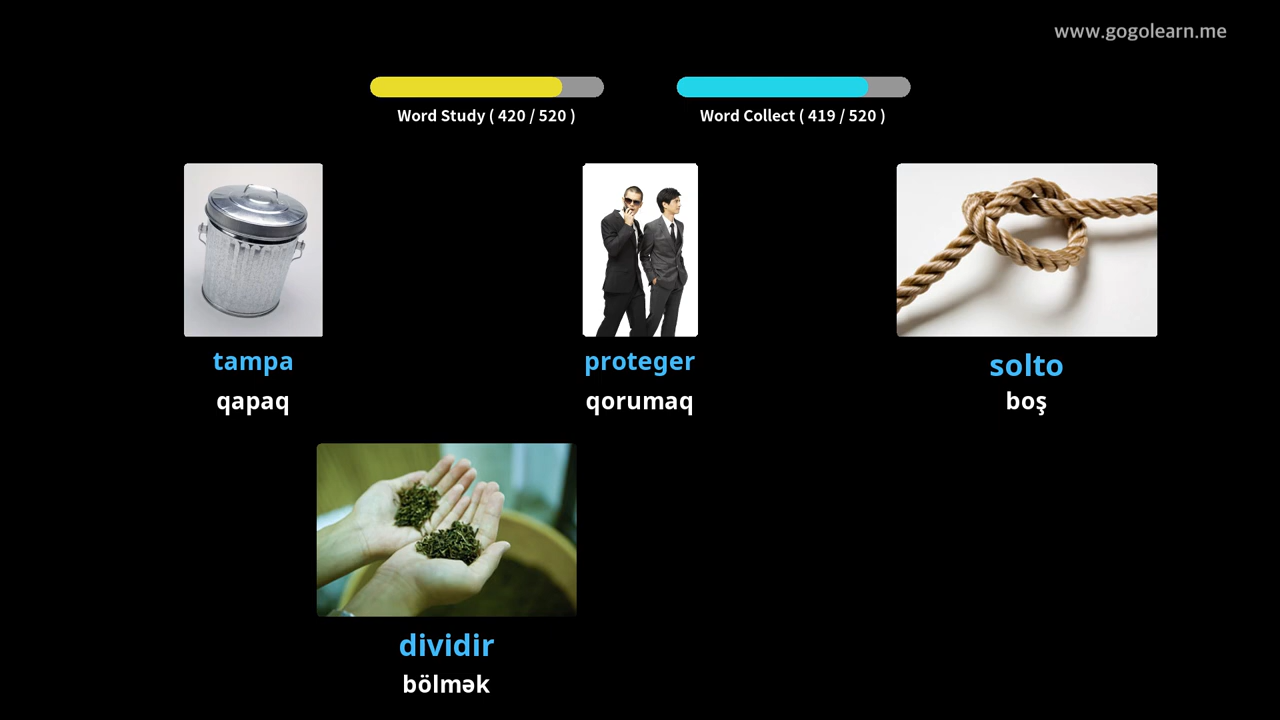 www.gogolearn.me
Word Study ( 420 / 520 )
Word Collect ( 419 / 520 )
tampa
qapaq
proteger
qorumaq
solto
boş
dividir
bölmək